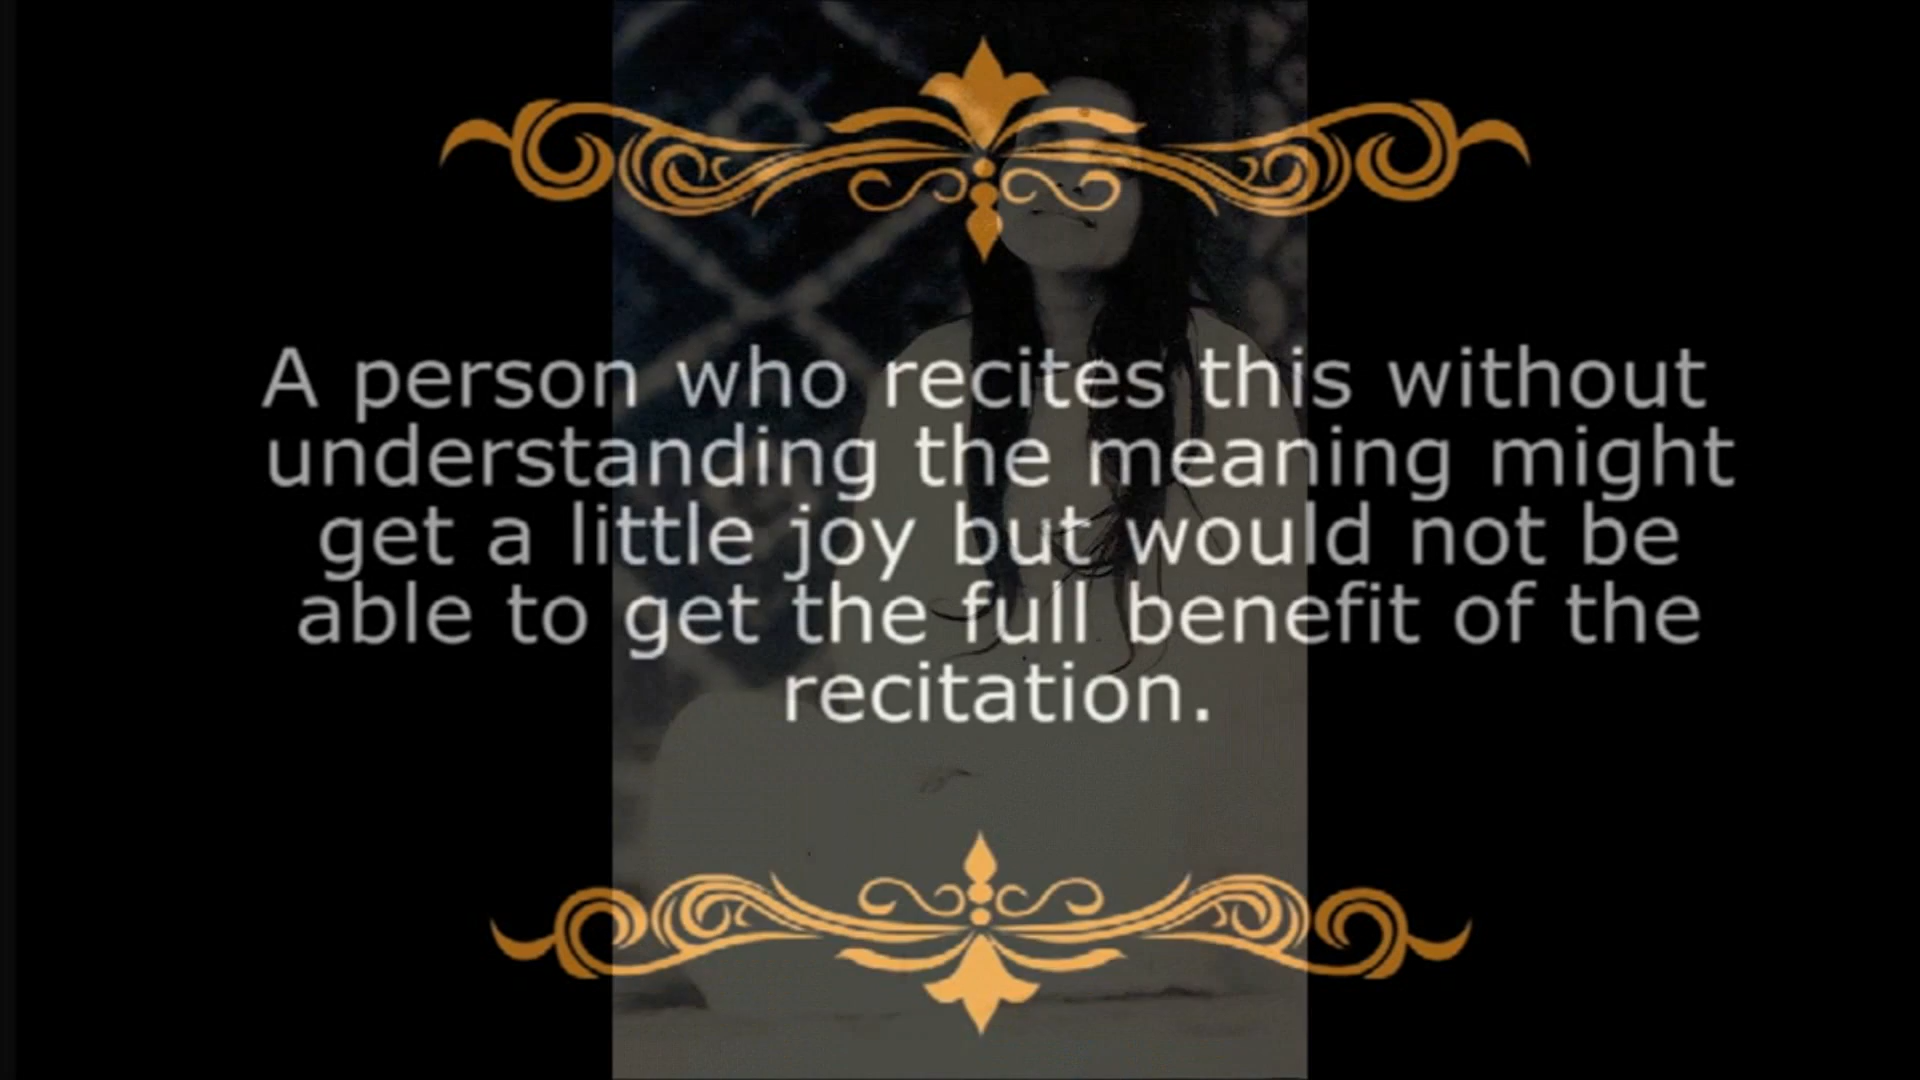 A person who recites this without
understanding the meaning might
get a little joy but would not be
able to get the full benefit of the
recitation.